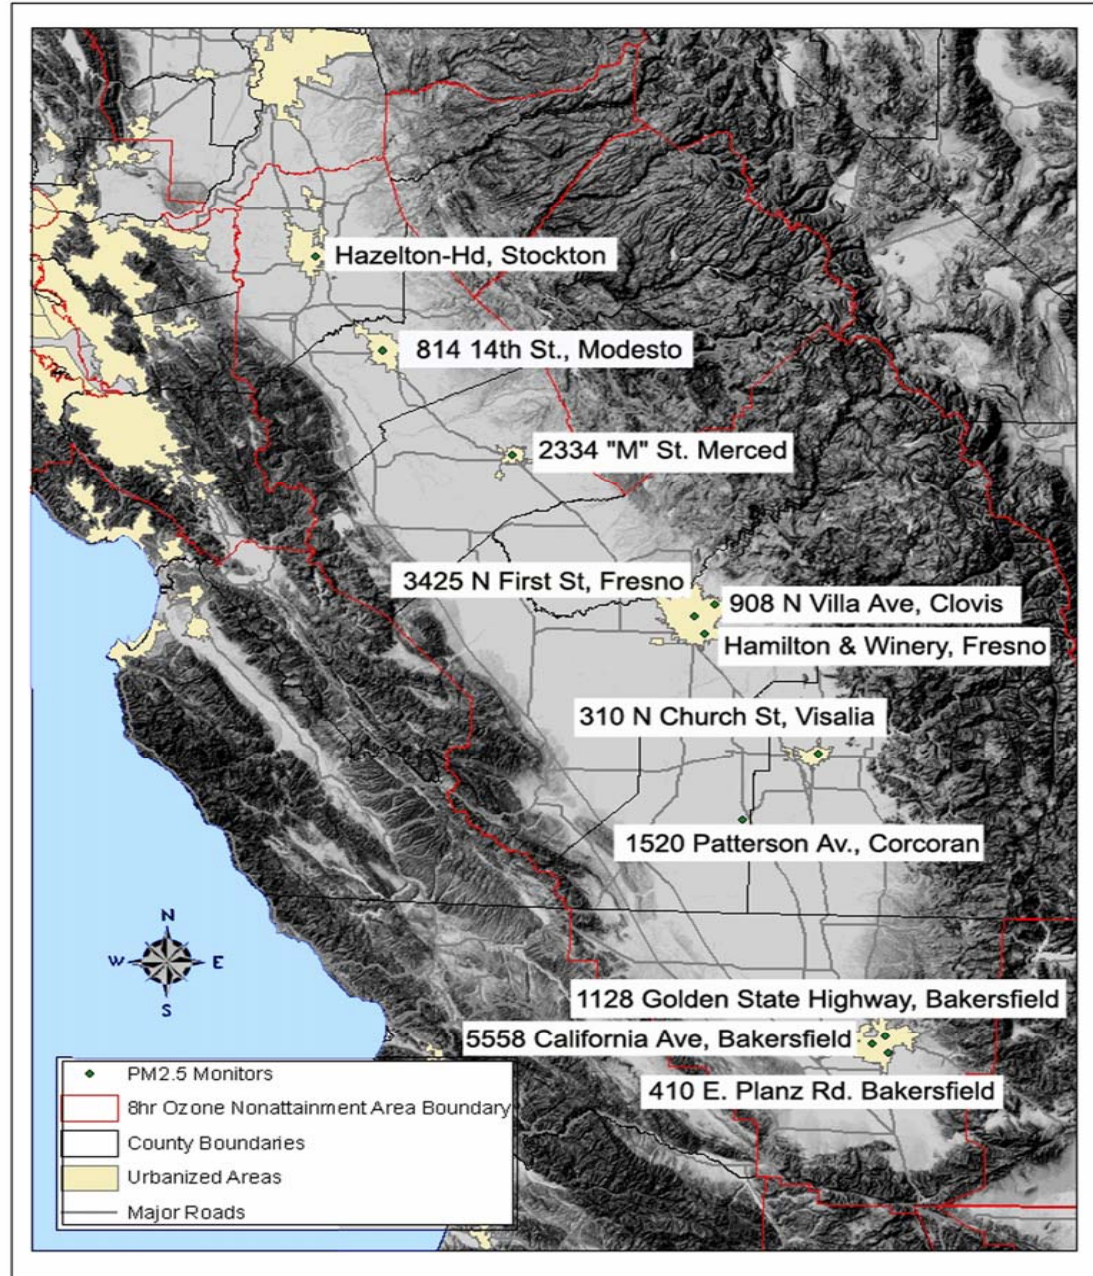 Hazelton-Hd, Stockton
814 14th St., Modesto
2334 "M" St. Merced
3425 N First St, Fresno
908 N Villa Ave, Clovis
Hamilton & Winery, Fresno
310 N Church St, Visalia
1520 Patterson Av., Corcoran
N
W E
S
1128 Golden State Highway, Bakersfield
5558 California Ave, Bakersfield
410 E. Planz Rd. Bakersfield
PM2.5 Monitors
8hr Ozone Nonattainment Area Boundary
County Boundaries
Urbanized Areas
Major Roads